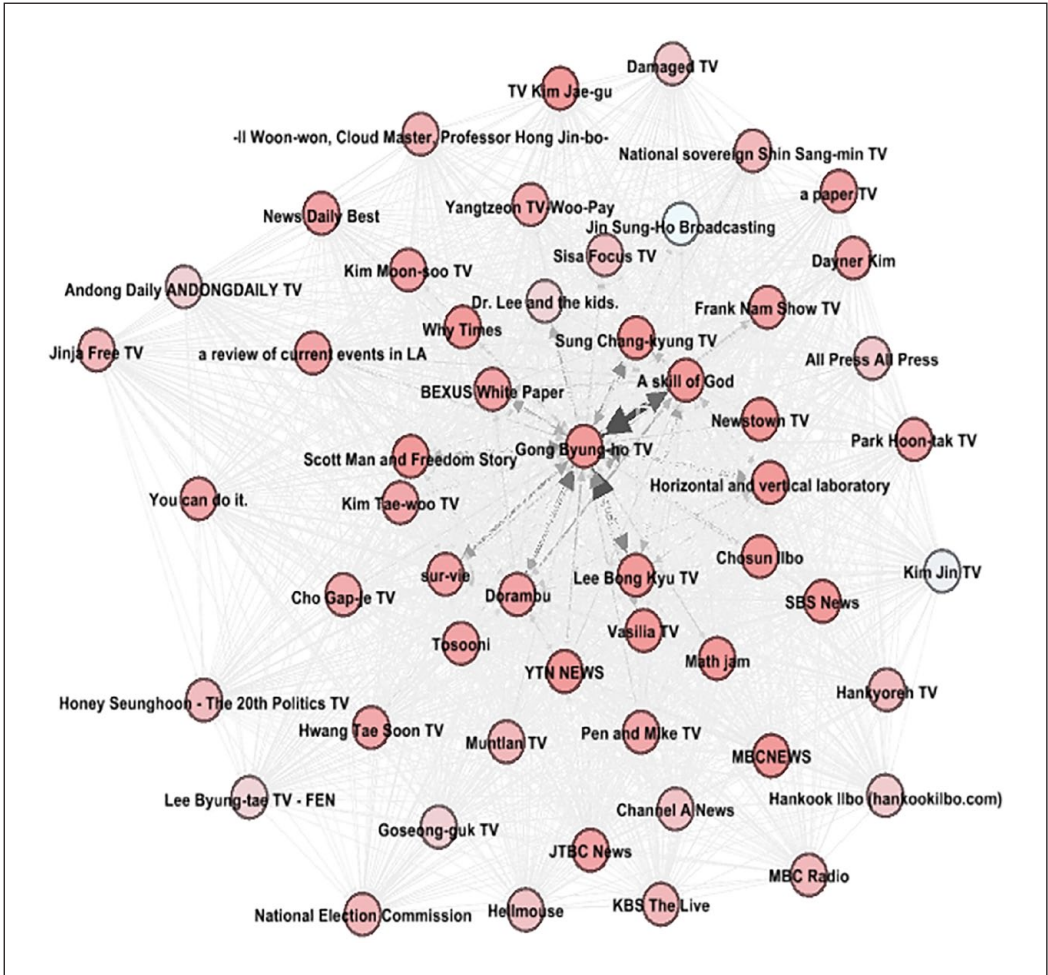 Damaged TV
TV Kim Jae-gu
-Il Woon-won, Cloud Master, Professor Hong Jin-bo-
National sovereign Shin Sang-min TV
a paper TV
Yangtzeon TV-Woo-Pay
News Daily Best
Jin Sung-Ho Broadcasting
Sisa Focus TV
Dayner Kim
Kim Moon-soo TV
Andong Daily ANDONGDAILY TV
Dr. Lee and the kids.
Frank Nam Show TV
Why Times
Sung Chang-kyung TV
Jinja Free TV
a review of current events in LA
All Press All Press
A skill of God
BEXUS White Paper
Newstown TV
Park Hoon-tak TV
Gong Byung-ho TV
Scott Man and Freedom Story
Horizontal and vertical laboratory
You can do it.
Kim Tae-woo TV
Chosun Ilbo
Kim Jin TV
sur-vie
Lee Bong Kyu TV
Cho Gap-je TV
Dorambu
SBS News
Vasilia TV
Tosooni
Math jam
YTN NEWS
Hankyoreh TV
Honey Seunghoon - The 20th Politics TV
Hwang Tae Soon TV
Pen and Mike TV
Muntlan TV
MBCNEWS
Lee Byung-tae TV - FEN
Hankook Ilbo (hankookilbo.com)
Channel A News
Goseong-guk TV
JTBC News
MBC Radio
KBS The Live
Hellmouse
National Election Commission